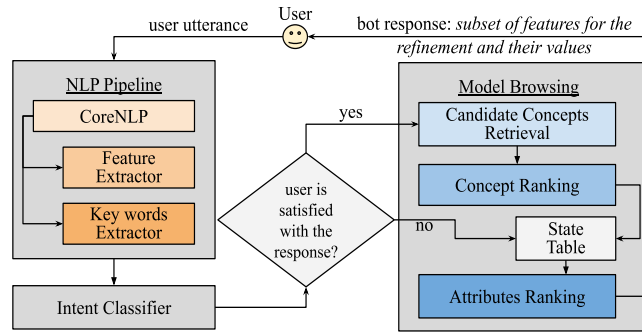 User
user utterance
bot response: subset of features for the
refinement and their values
NLP Pipeline
CoreNLP
Feature
Extractor
Key words
Extractor
Intent Classifier
user is
satisfied
with the
response?
yes
no
Model Browsing
Candidate Concepts
Retrieval
Concept Ranking
State
Table
Attributes Ranking